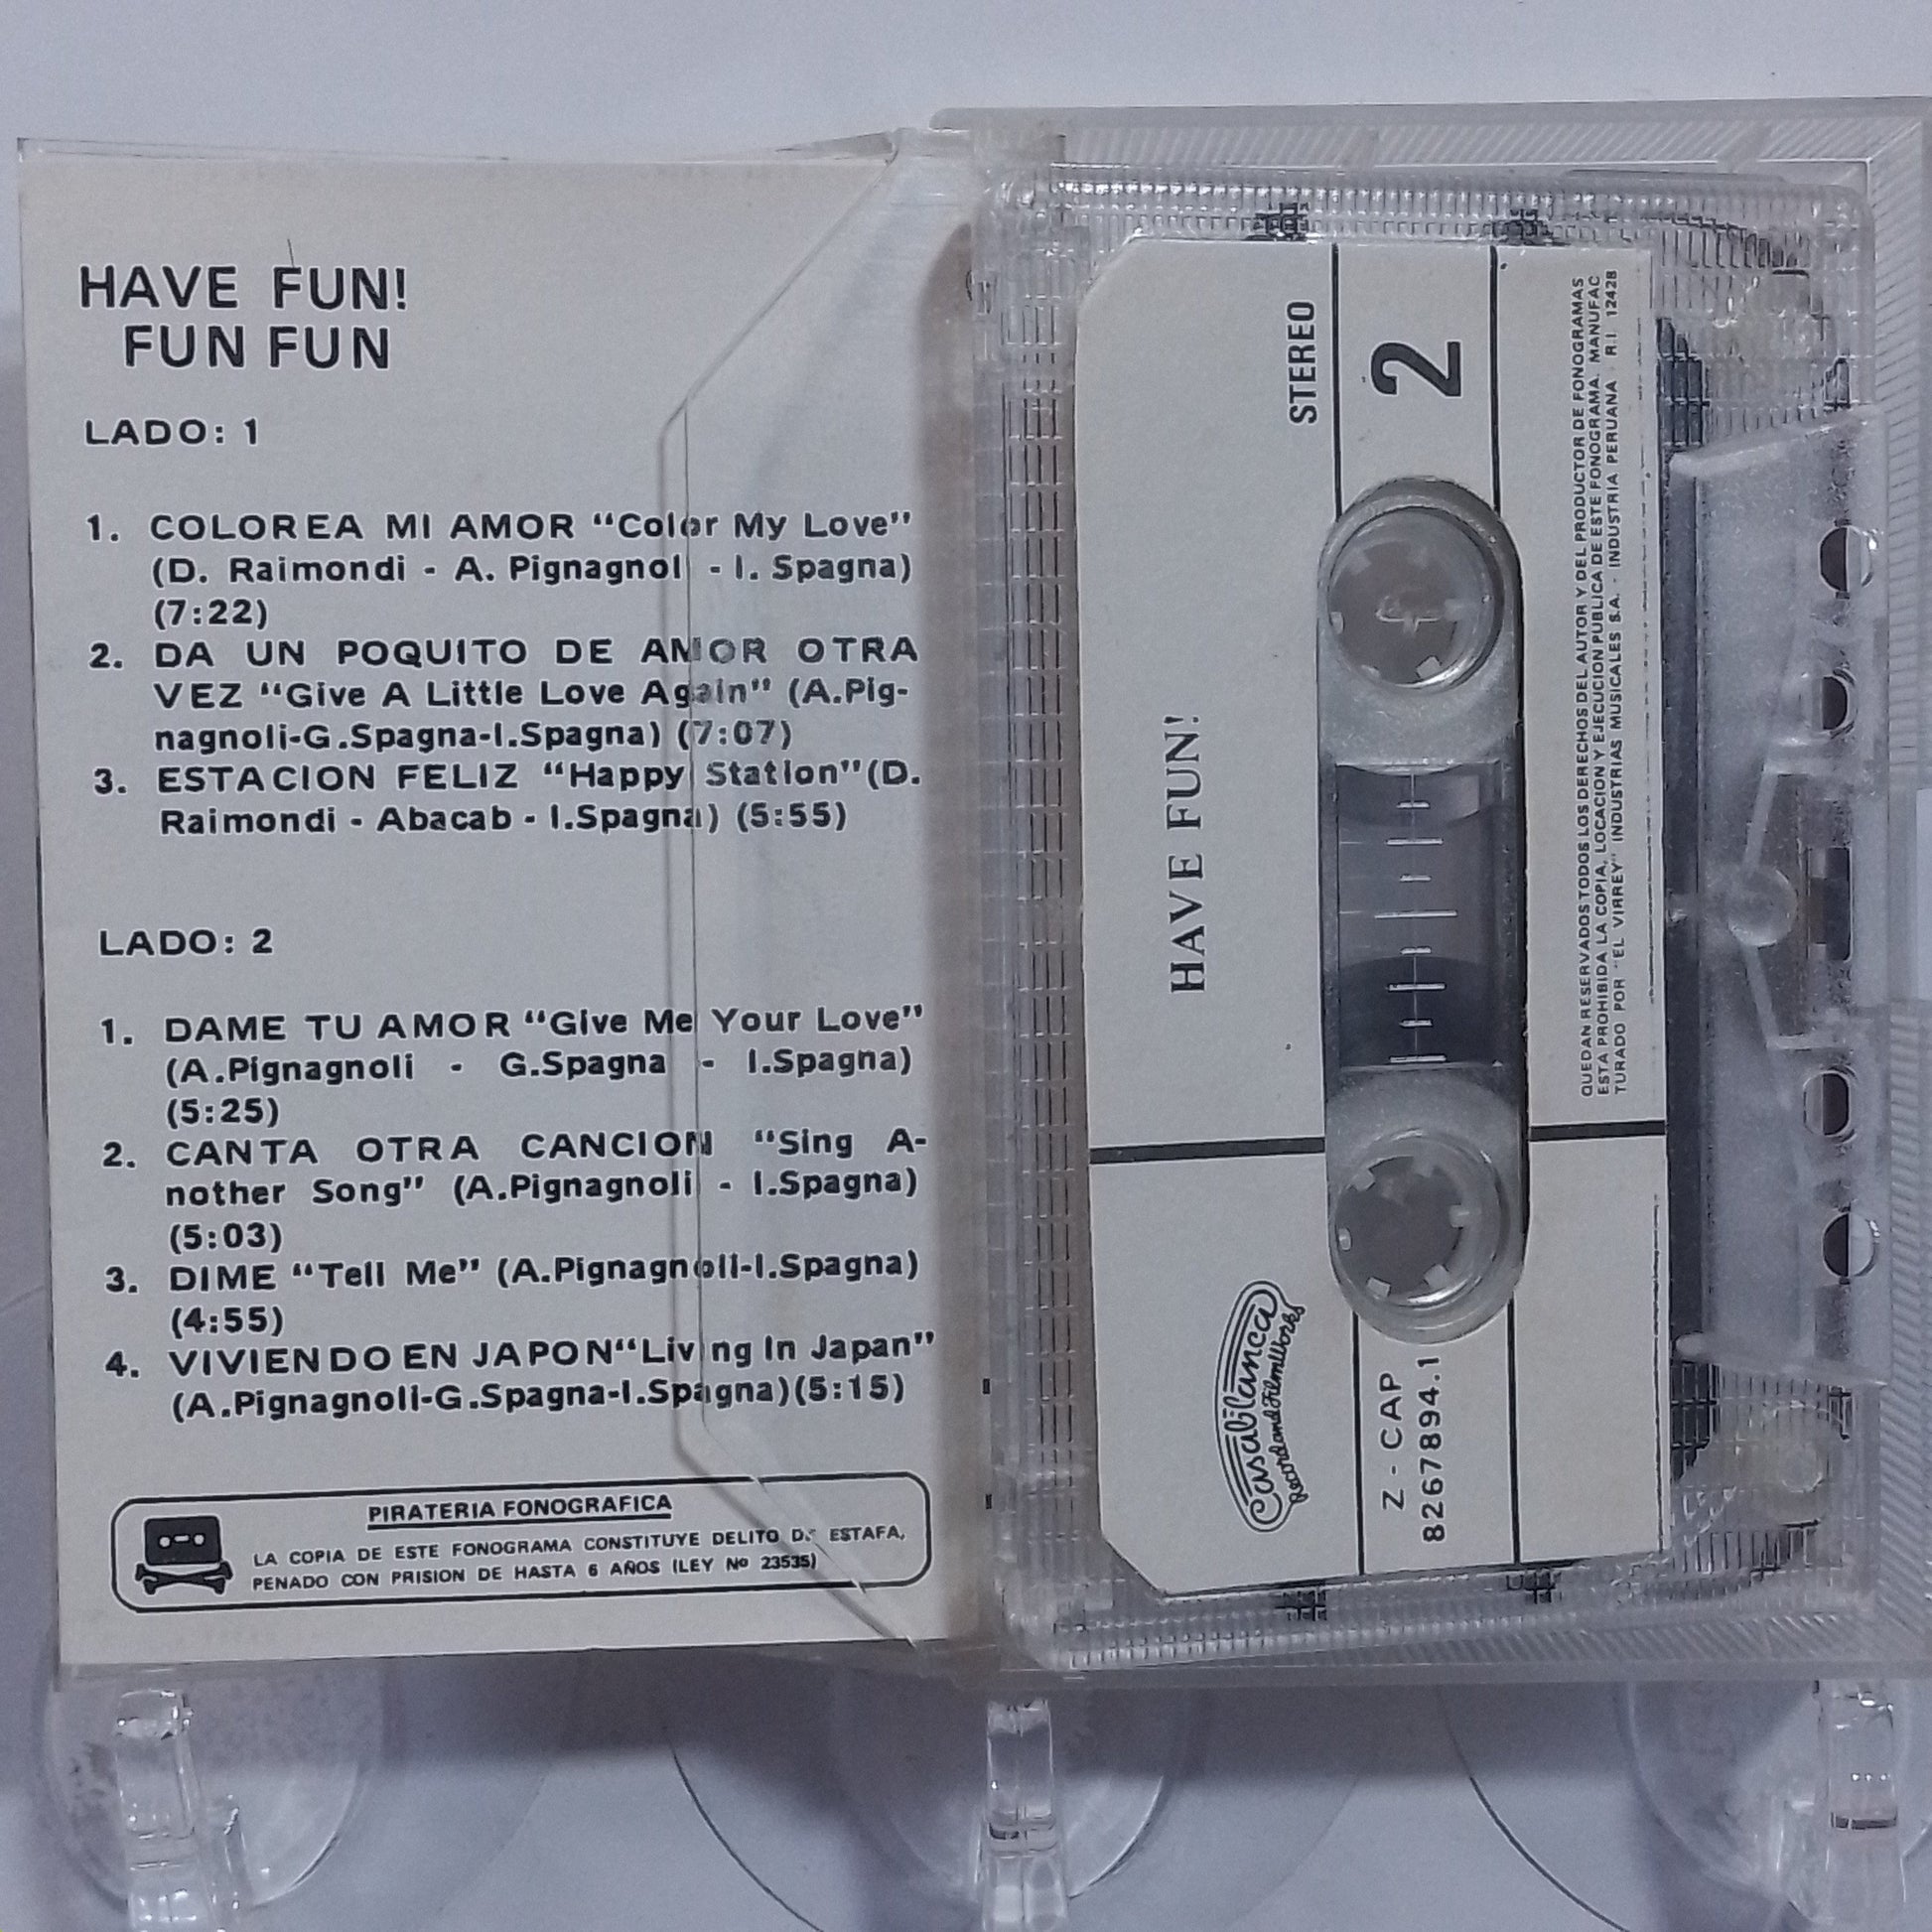 HAVE FUN!
FUN FUN
LADO: 1
1. COLOREA MI AMOR “Color My Love”
(D. Raimondi - A. Pignagnoli - I. Spagna)
(7:22)
2. DA UN POQUITO DE AMOR OTRA
VEZ “Give A Little Love Again” (A.Pig-
nagnoli-G.Spagna-I.Spagna) (7:07)
3. ESTACION FELIZ “Happy Station”(D.
Raimondi - Abacab - I.Spagna) (5:55)
LADO: 2
1. DAME TU AMOR “Give Me Your Love”
(A.Pignagnoli - G.Spagna - I.Spagna)
(5:25)
2. CANTA OTRA CANCION “Sing A-
nother Song” (A.Pignagnoli - I.Spagna)
(5:03)
3. DIME “Tell Me” (A.Pignagnoli-I.Spagna)
(4:55)
4. VIVIENDO EN JAPON“Living In Japan”
(A.Pignagnoli-G.Spagna-I.Spagna)(5:15)
PIRATERIA FONOGRAFICA
LA COPIA DE ESTE FONOGRAMA CONSTITUYE DELITO DE ESTAFA,
PENADO CON PRISION DE HASTA 6 AÑOS (LEY Nº 23535)
HAVE FUN!
STEREO
2
Casablanca
Record and FilmWorks
Z - CAP
8267894.1
QUEDAN RESERVADOS TODOS LOS DERECHOS DEL AUTOR Y DEL PRODUCTOR DE FONOGRAMAS
ESTA PROHIBIDA LA COPIA, LOCACION Y EJECUCION PUBLICA DE ESTE FONOGRAMA. MANUFAC
TURADO POR "EL VIRREY" INDUSTRIAS MUSICALES S.A. - INDUSTRIA PERUANA - R.I. 12428